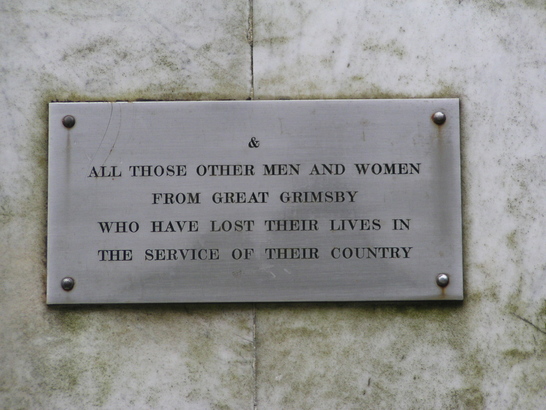 &
ALL THOSE OTHER MEN AND WOMEN
FROM GREAT GRIMSBY
WHO HAVE LOST THEIR LIVES IN
THE SERVICE OF THEIR COUNTRY